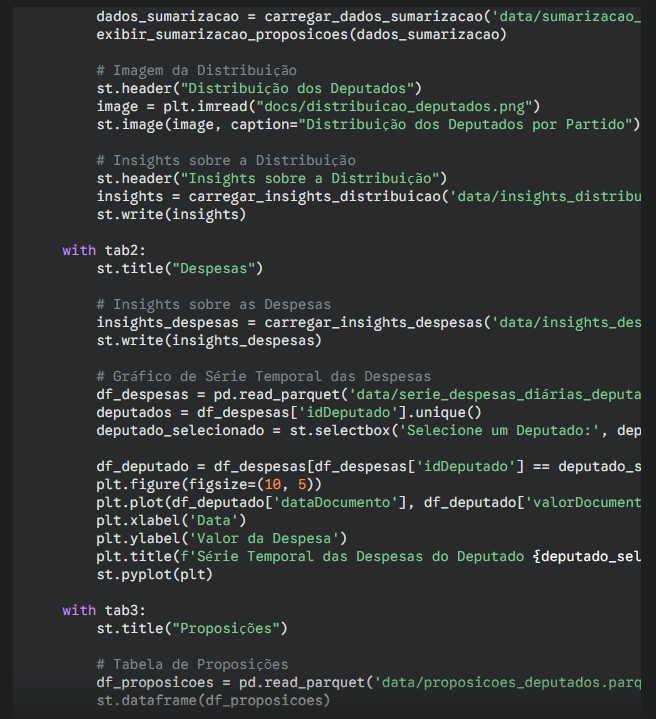 dados_sumarizacao = carregar_dados_sumarizacao('data/sumarizacao_
exibir_sumarizacao_proposicoes(dados_sumarizacao)
# Imagem da Distribuição
st.header("Distribuição dos Deputados")
image = plt.imread("docs/distribuicao_deputados.png")
st.image(image, caption="Distribuição dos Deputados por Partido")
# Insights sobre a Distribuição
st.header("Insights sobre a Distribuição")
insights = carregar_insights_distribuicao('data/insights_distribu
st.write(insights)
with tab2:
st.title("Despesas")
# Insights sobre as Despesas
insights_despesas = carregar_insights_despesas('data/insights_des
st.write(insights_despesas)
# Gráfico de Série Temporal das Despesas
df_despesas = pd.read_parquet('data/serie_despesas_diárias_deputa
deputados = df_despesas['idDeputado'].unique()
deputado_selecionado = st.selectbox('Selecione um Deputado:', dep
df_deputado = df_despesas[df_despesas['idDeputado'] == deputado_s
plt.figure(figsize=(10, 5))
plt.plot(df_deputado['dataDocumento'], df_deputado['valorDocument
plt.xlabel('Data')
plt.ylabel('Valor da Despesa')
plt.title(f'Série Temporal das Despesas do Deputado {deputado_sel
st.pyplot(plt)
with tab3:
st.title("Proposições")
# Tabela de Proposições
df_proposicoes = pd.read_parquet('data/proposicoes_deputados.parq
st.dataframe(df_proposicoes)